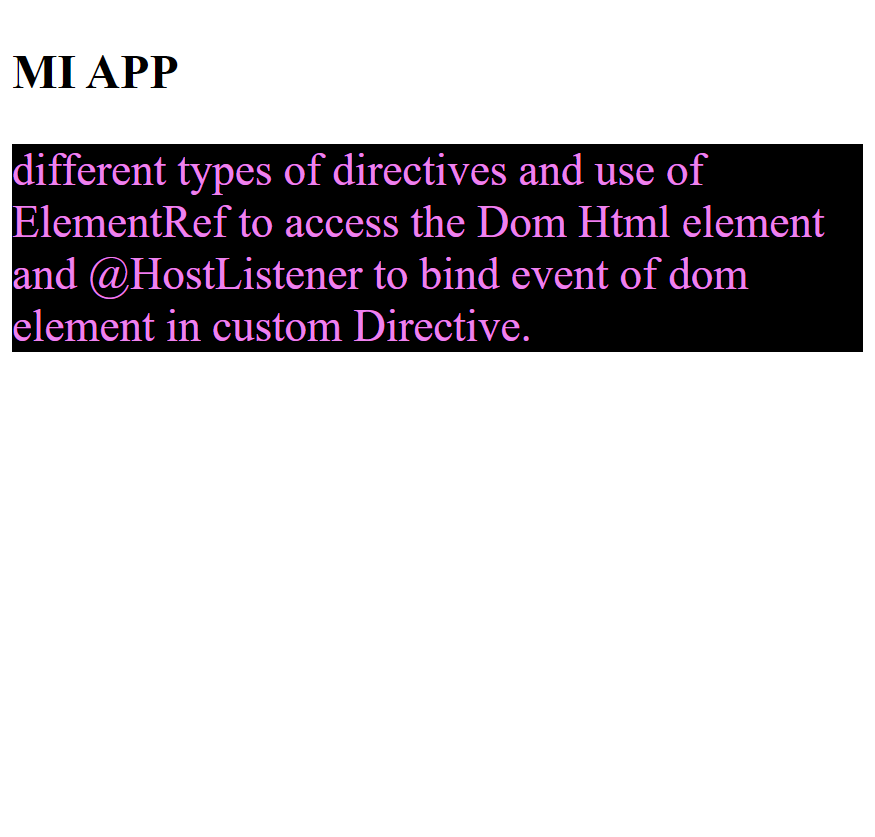 MI APP
different types of directives and use of
ElementRef to access the Dom Html element
and @HostListener to bind event of dom
element in custom Directive.